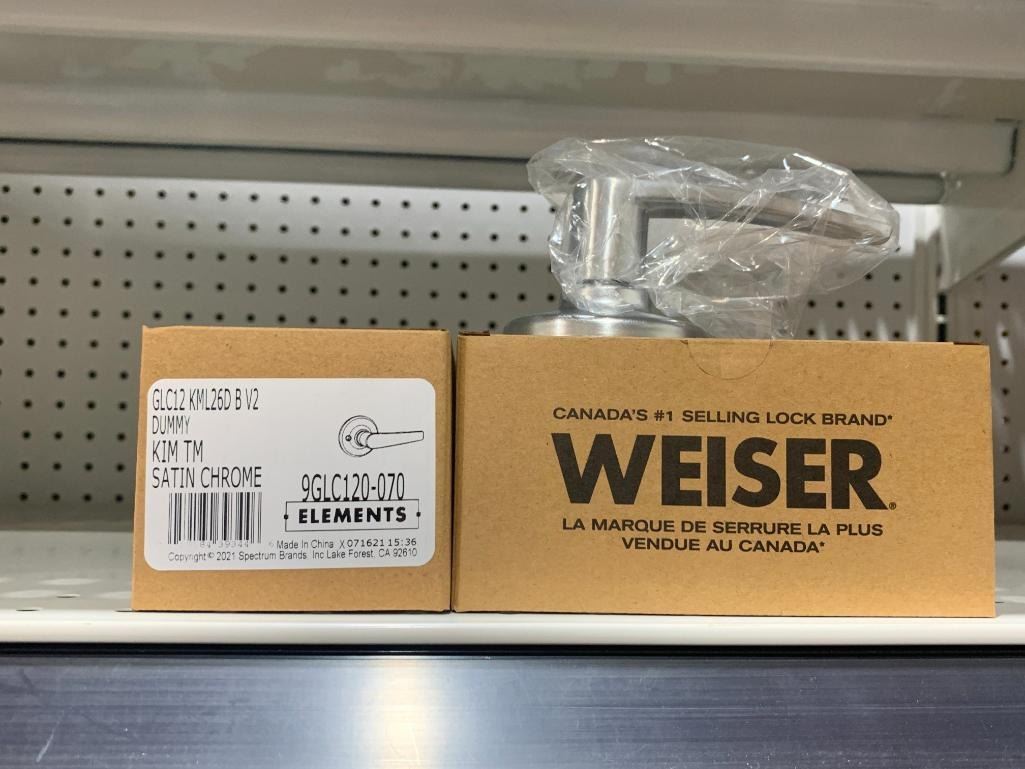 GLC12 KML26D B V2
DUMMY
KIM TM
SATIN CHROME
9GLC120-070
ELEMENTS
Made In China X 071621 15:36
Copyright © 2021 Spectrum Brands, Inc Lake Forest, CA 92610
CANADA'S #1 SELLING LOCK BRAND*
WEISER®
LA MARQUE DE SERRURE LA PLUS
VENDUE AU CANADA*